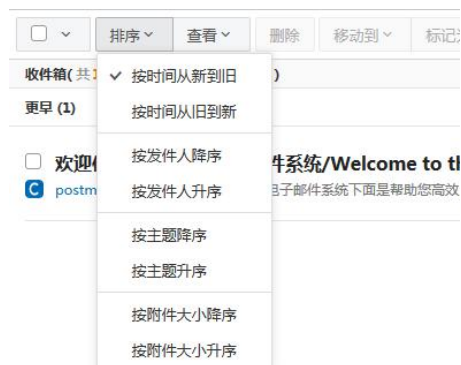 排序 查看 删除 移动到 标记
收件箱(共1 )
更早 (1)
按时间从新到旧
按时间从旧到新
按发件人降序
按发件人升序
按主题降序
按主题升序
按附件大小降序
按附件大小升序
欢迎 件系统/Welcome to th
C postm 电子邮件系统下面是帮助您高效